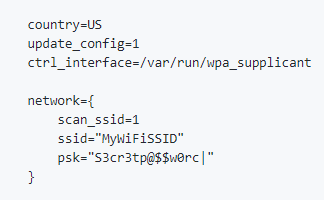 country=US
update_config=1
ctrl_interface=/var/run/wpa_supplicant

network={
    scan_ssid=1
    ssid="MyWiFiSSID"
    psk="S3cr3tp@$$w0rc|"
}